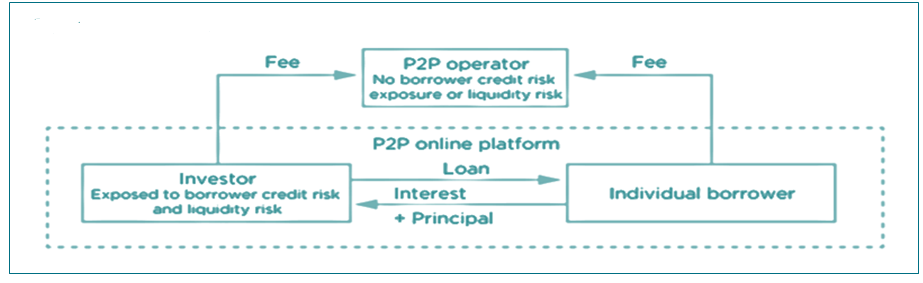 Fee
P2P operator
No borrower credit risk
exposure or liquidity risk
Fee
P2P online platform
Investor
Exposed to borrower credit risk
and liquidity risk
Loan
Interest
+ Principal
Individual borrower